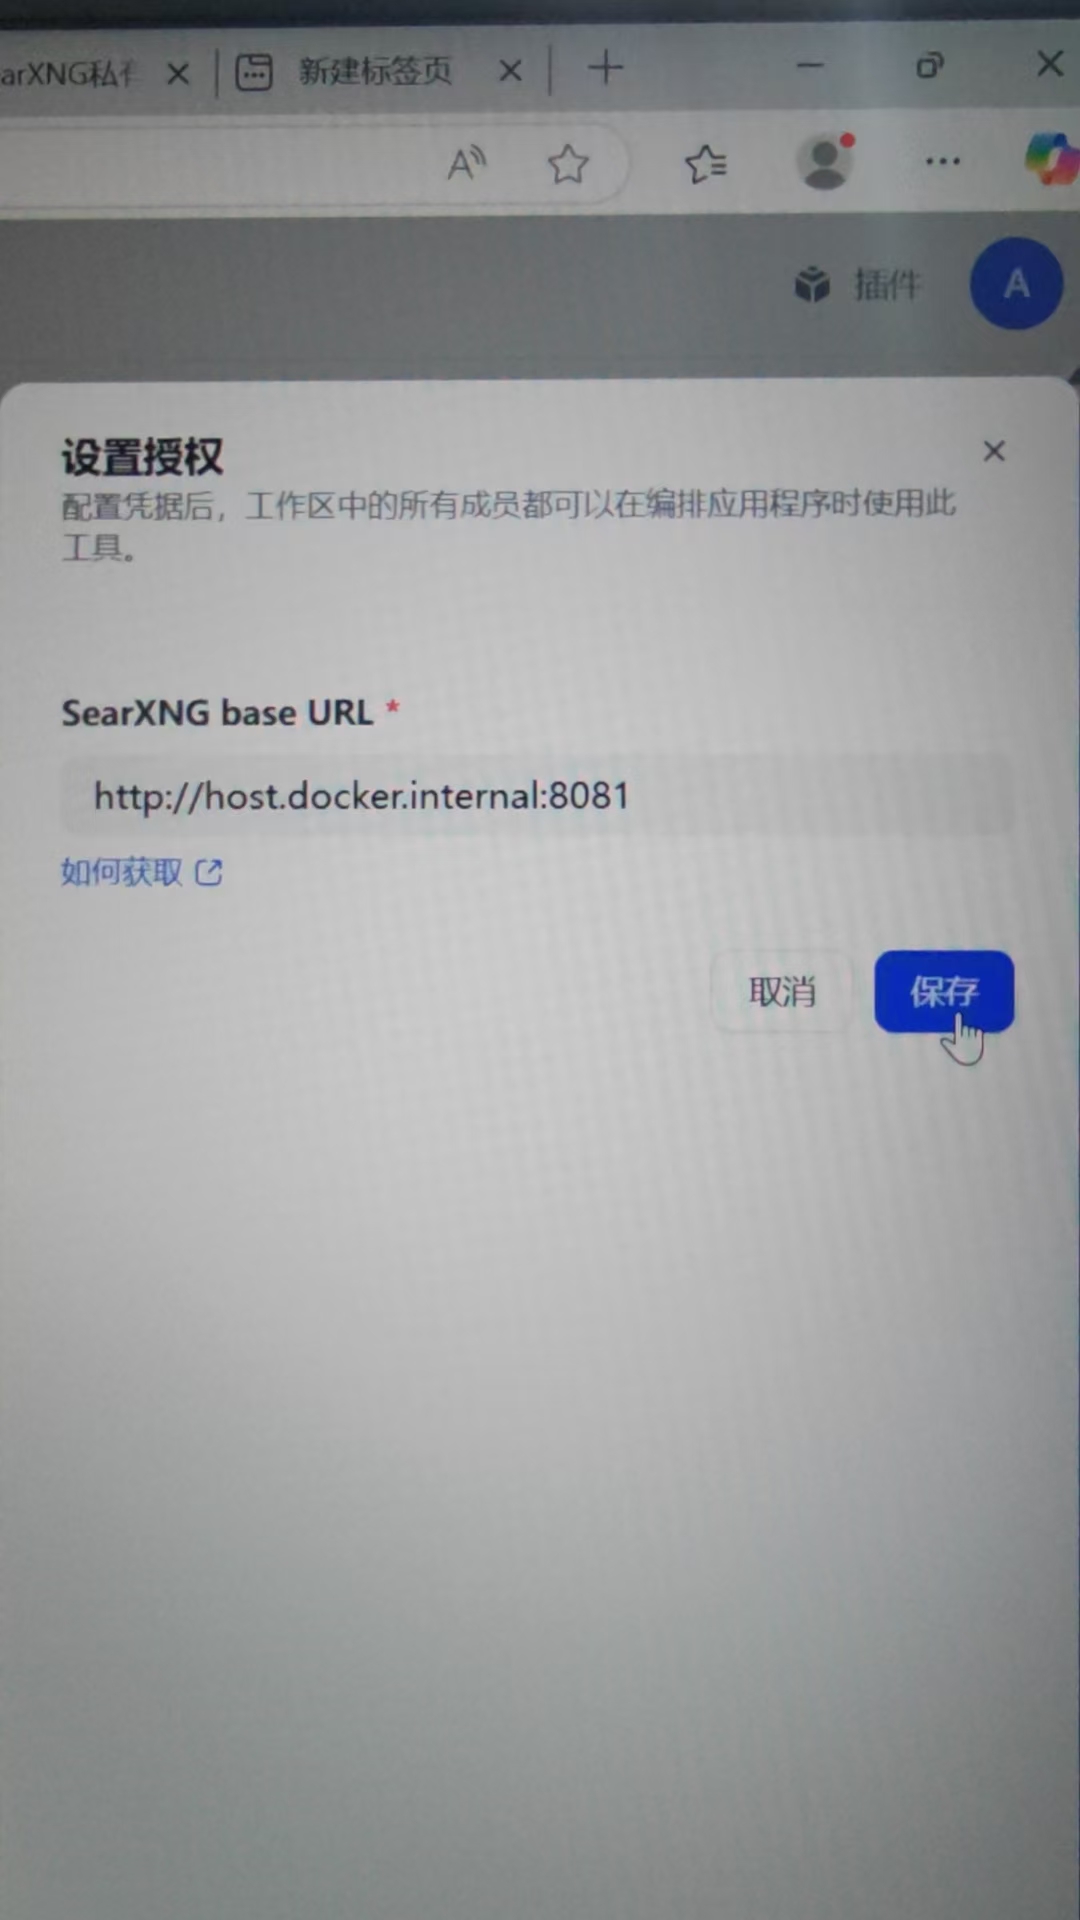 arXNG私有
新建标签页
插件
A
设置授权
配置凭据后，工作区中的所有成员都可以在编排应用程序时使用此
工具。
SearXNG base URL *
http://host.docker.internal:8081
如何获取
取消
保存